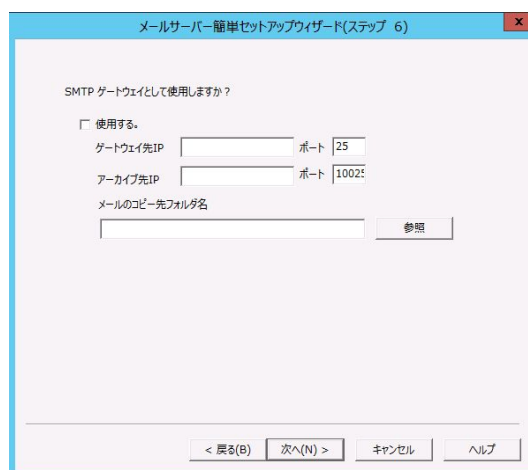 メールサーバー簡単セットアップウィザード(ステップ 6)
x
SMTP ゲートウェイとして使用しますか？
使用する。
ゲートウェイ先IP ポート 25
アーカイブ先IP ポート 10025
メールのコピー先フォルダ名
参照
< 戻る(B) 次へ(N) > キャンセル ヘルプ